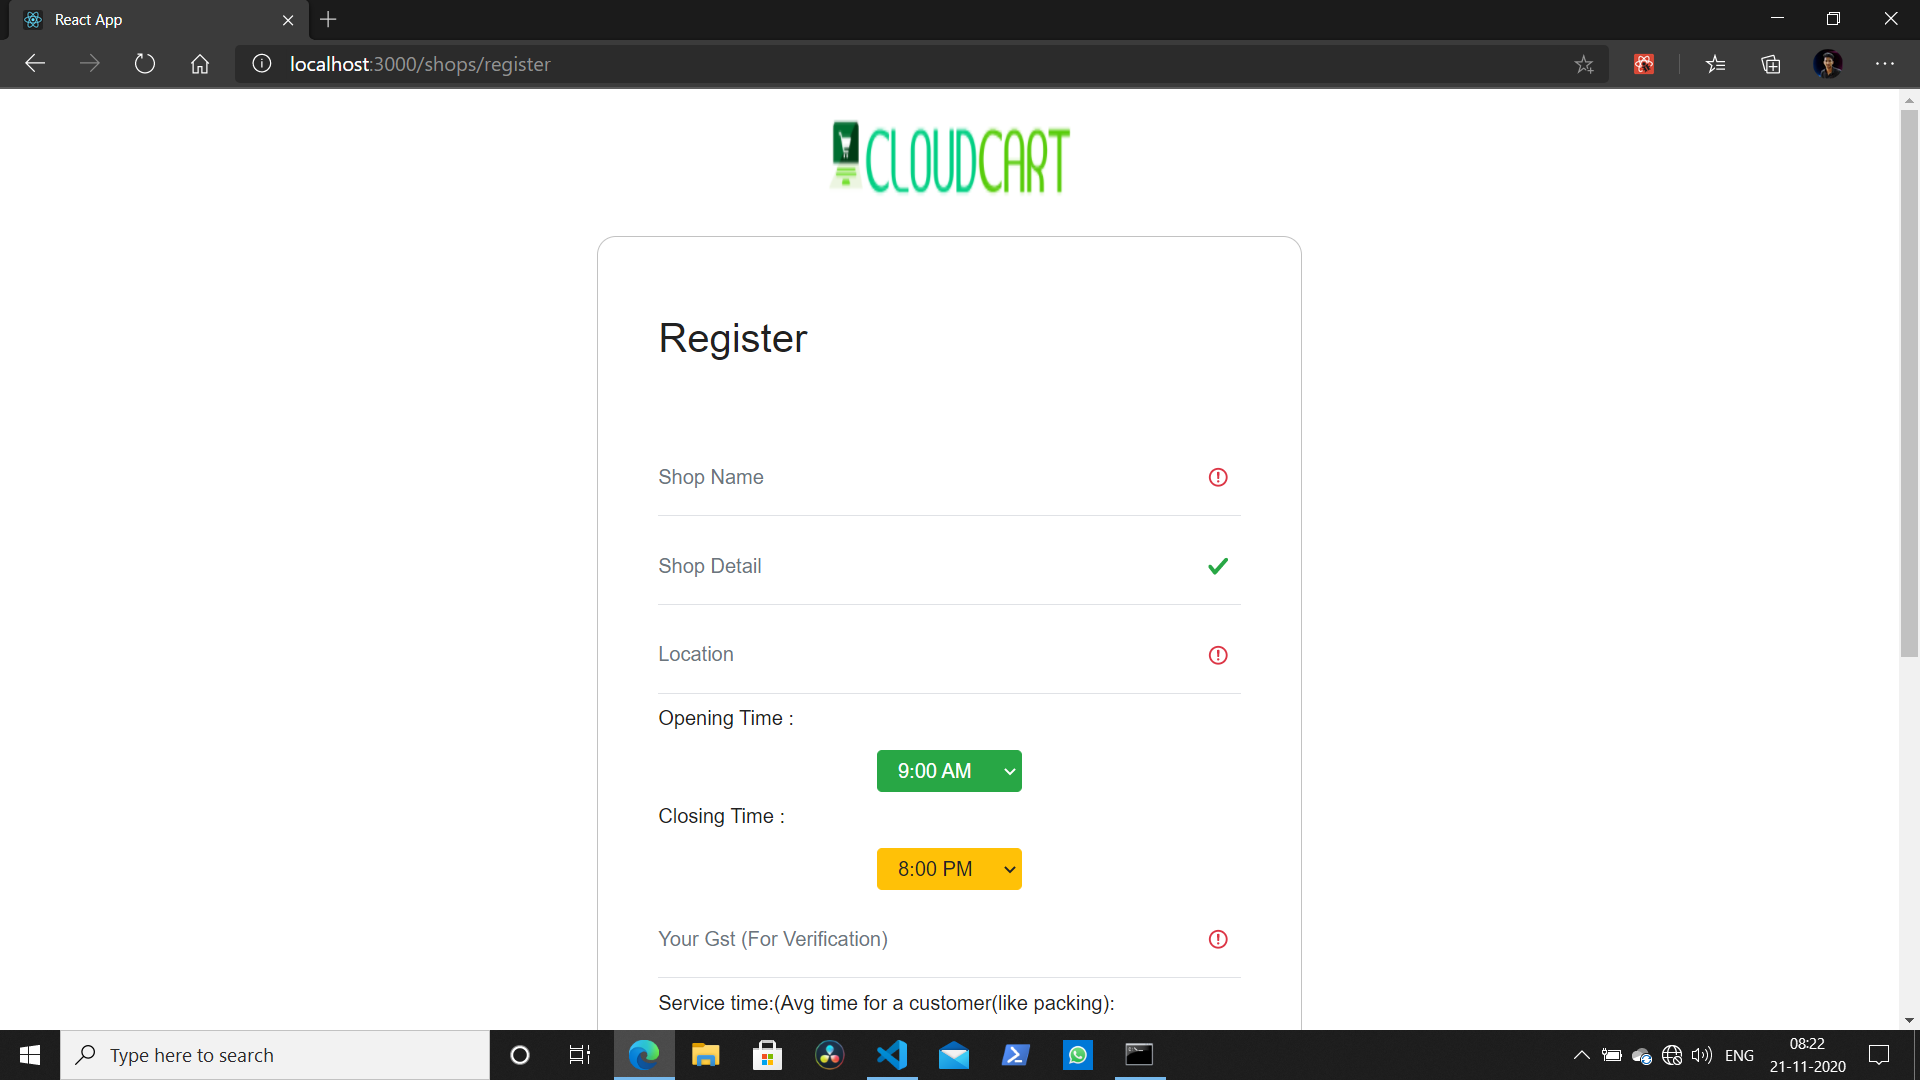 React App
localhost:3000/shops/register
CLOUDCART
Register
Shop Name
Shop Detail
Location
Opening Time :
9:00 AM
Closing Time :
8:00 PM
Your Gst (For Verification)
Service time:(Avg time for a customer(like packing):
Type here to search
ENG
08:22
21-11-2020